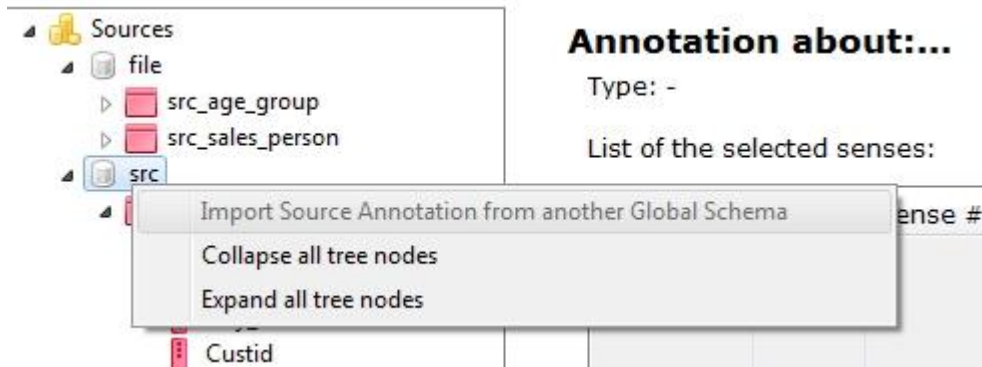 Sources
file
src_age_group
src_sales_person
src
Import Source Annotation from another Global Schema
Collapse all tree nodes
Expand all tree nodes
Custid
Annotation about:...
Type: -
List of the selected senses:
ense #